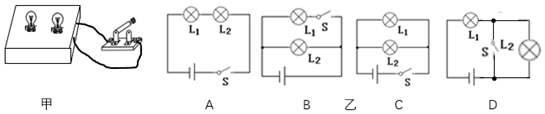 L₁ L₂ S
L₁ S L₂
L₁ L₂ S
L₁ S L₂
甲 A B 乙 C D